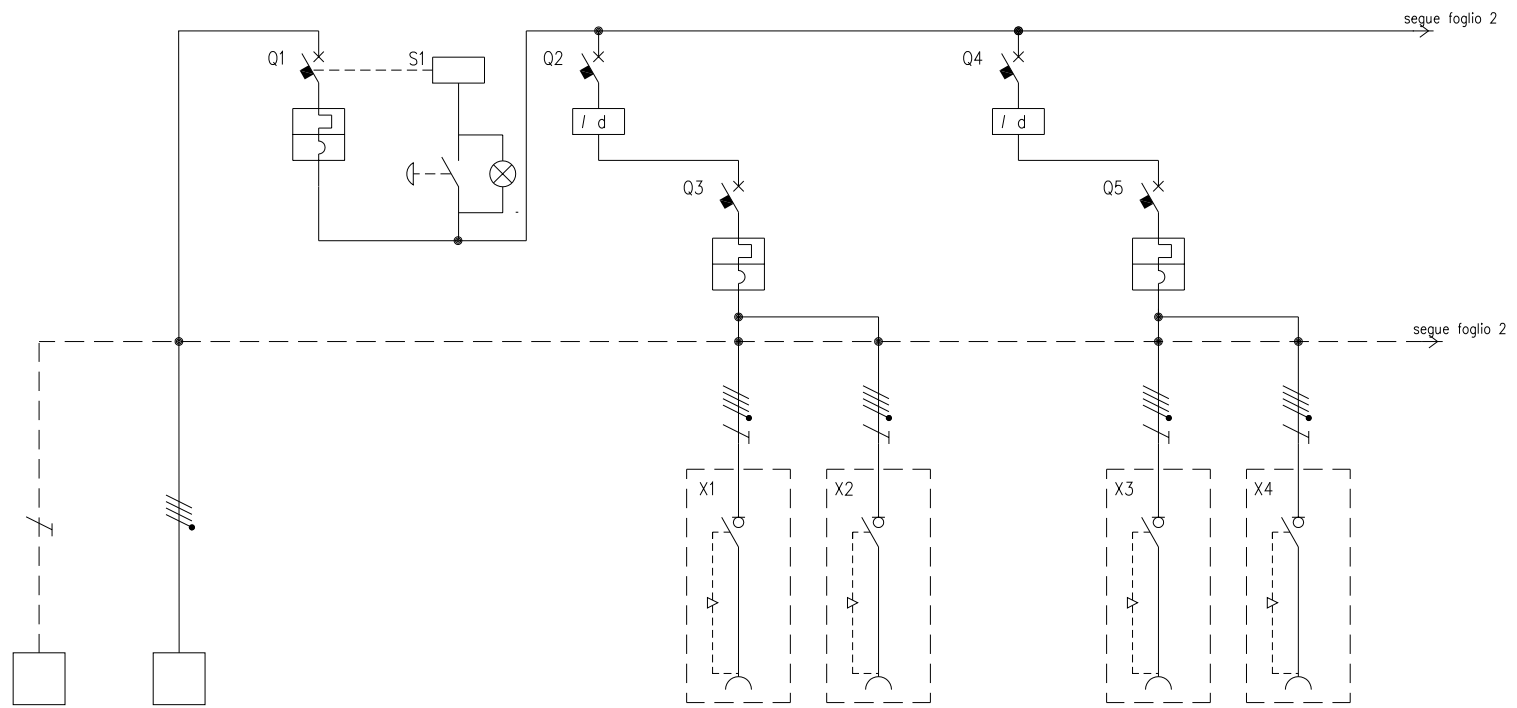 segue foglio 2
Q1
S1
Q2
Q4
I d
I d
Q3
Q5
segue foglio 2
X1
X2
X3
X4